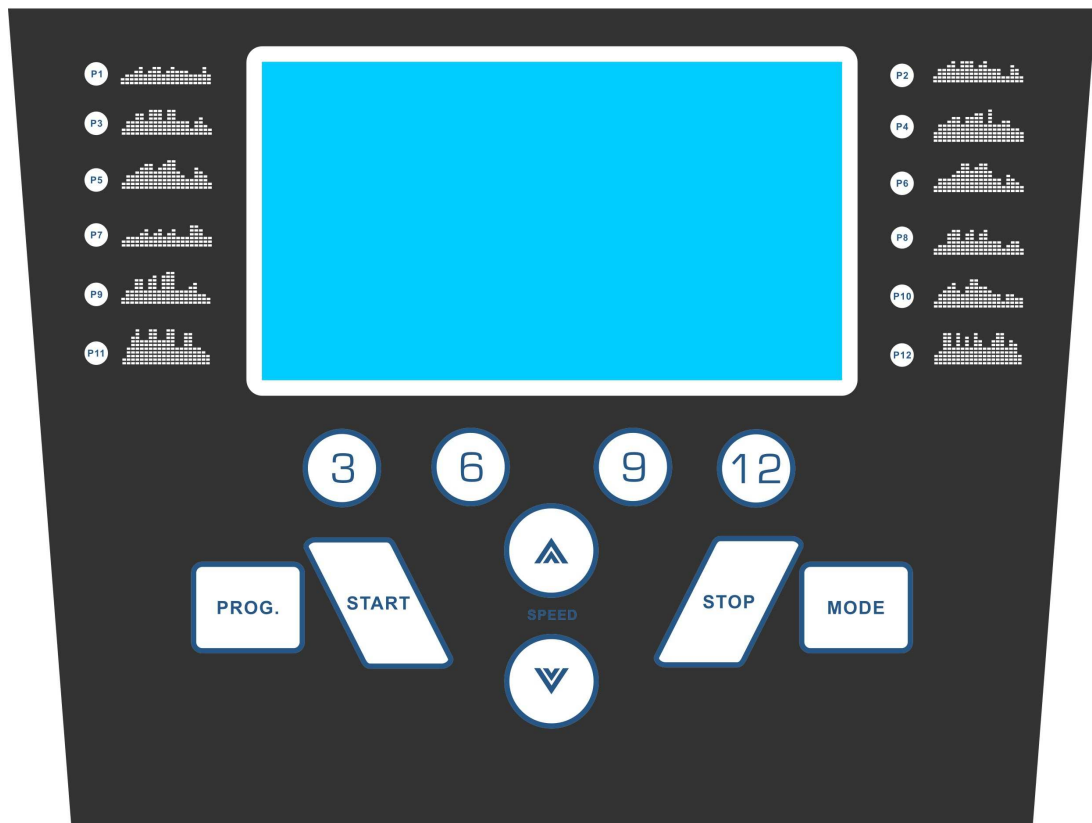 P1
P2
P3
P4
P5
P6
P7
P8
P9
P10
P11
P12
3 6 9 12
PROG. START SPEED STOP MODE